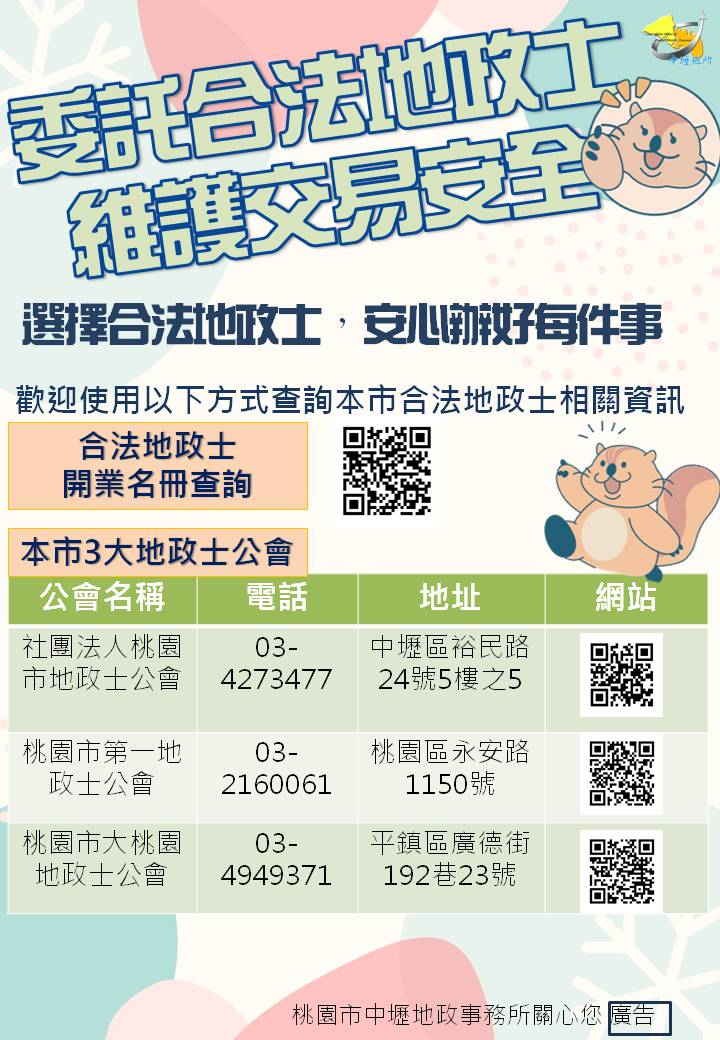 中壢地所
委託合法地政士
維護交易安全
選擇合法地政士，安心辦好每件事
歡迎使用以下方式查詢本市合法地政士相關資訊
合法地政士
開業名冊查詢
本市3大地政士公會
公會名稱 電話 地址 網站
社團法人桃園 03- 中壢區裕民路
市地政士公會 4273477 24號5樓之5
桃園市第一地 03- 桃園區永安路
政士公會 2160061 1150號
桃園市大桃園 03- 平鎮區廣德街
地政士公會 4949371 192巷23號
桃園市中壢地政事務所關心您 廣告